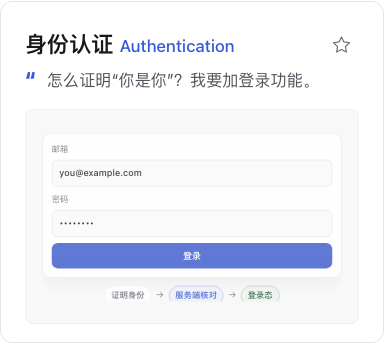 身份认证 Authentication
“ 怎么证明“你是你”？我要加登录功能。
邮箱
you@example.com
密码
••••••••
登录
证明身份 → 服务端核对 → 登录态